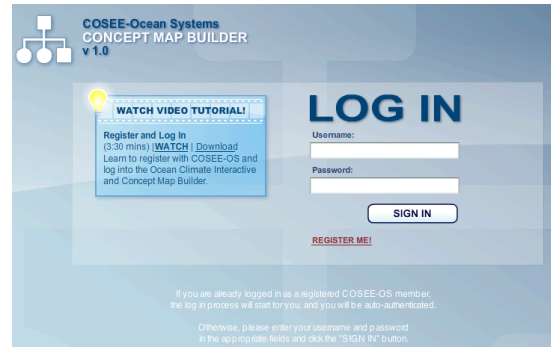 COSEE-Ocean Systems
CONCEPT MAP BUILDER
v 1.0
WATCH VIDEO TUTORIAL!
Register and Log In
(3:30 mins) | WATCH | Download
Learn to register with COSEE-OS and
log into the Ocean Climate Interactive
and Concept Map Builder.
LOG IN
Username:
Password:
SIGN IN
REGISTER ME!
If you are already logged in as a registered COSEE-OS member,
the log in process will start for you, and you will be auto-authenticated.
Otherwise, please enter your username and password
in the appropriate fields and click the "SIGN IN" button.